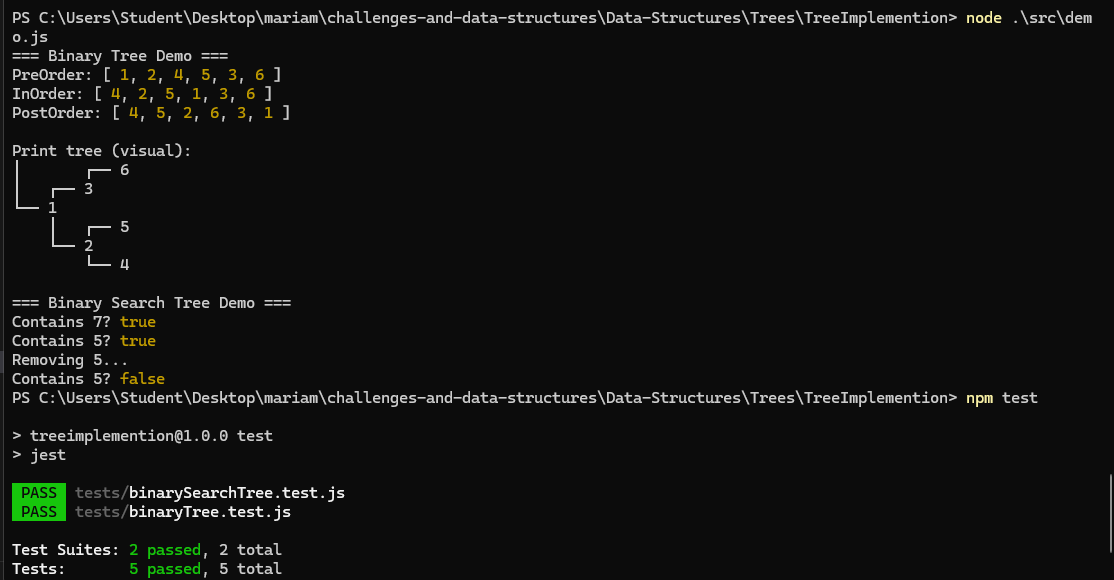 PS C:\Users\Student\Desktop\mariam\challenges-and-data-structures\Data-Structures\Trees\TreeImplemention> node .\src\dem
o.js
=== Binary Tree Demo ===
PreOrder: [ 1, 2, 4, 5, 3, 6 ]
InOrder: [ 4, 2, 5, 1, 3, 6 ]
PostOrder: [ 4, 5, 2, 6, 3, 1 ]
Print tree (visual):
│       ┌── 6
│   ┌── 3
└── 1
    │   ┌── 5
    └── 2
        └── 4
=== Binary Search Tree Demo ===
Contains 7? true
Contains 5? true
Removing 5...
Contains 5? false
PS C:\Users\Student\Desktop\mariam\challenges-and-data-structures\Data-Structures\Trees\TreeImplemention> npm test
> treeimplemention@1.0.0 test
> jest
PASS tests/binarySearchTree.test.js
PASS tests/binaryTree.test.js
Test Suites: 2 passed, 2 total
Tests:       5 passed, 5 total